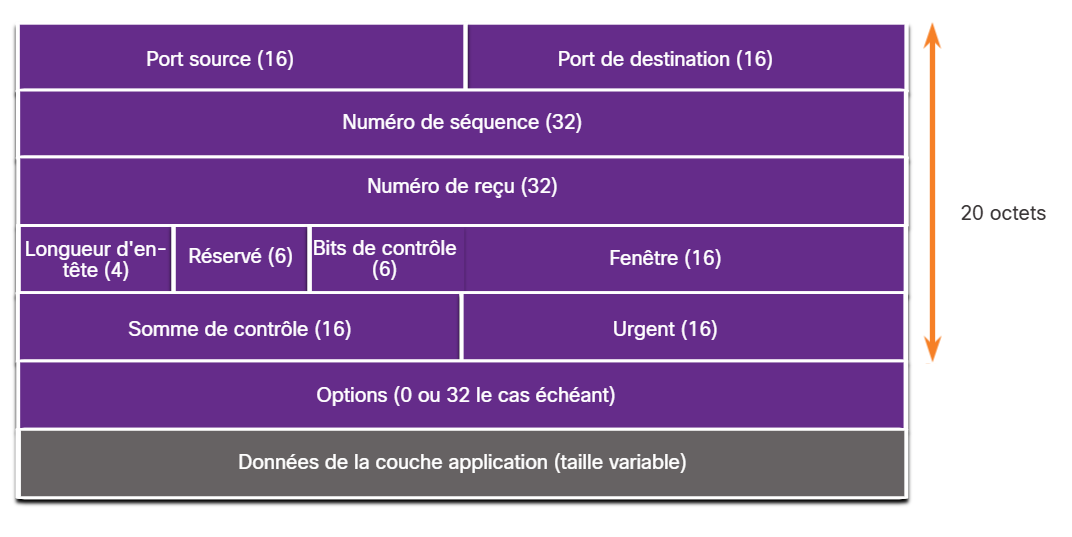 Port source (16)
Port de destination (16)
Numéro de séquence (32)
Numéro de reçu (32)
20 octets
Longueur d'en-
tête (4)
Réservé (6)
Bits de contrôle
(6)
Fenêtre (16)
Somme de contrôle (16)
Urgent (16)
Options (0 ou 32 le cas échéant)
Données de la couche application (taille variable)